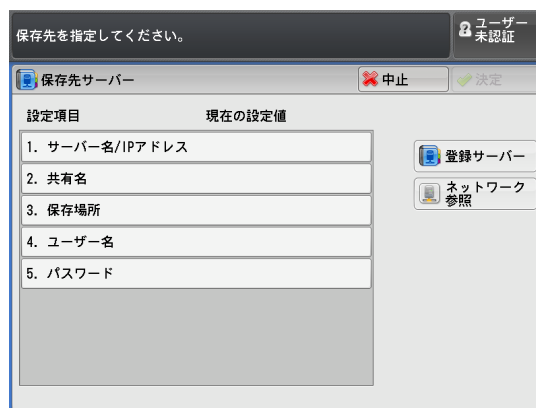 保存先を指定してください。
ユーザー
未認証
保存先サーバー
中止
決定
設定項目 現在の設定値
1. サーバー名/IPアドレス
2. 共有名
3. 保存場所
4. ユーザー名
5. パスワード
登録サーバー
ネットワーク
参照